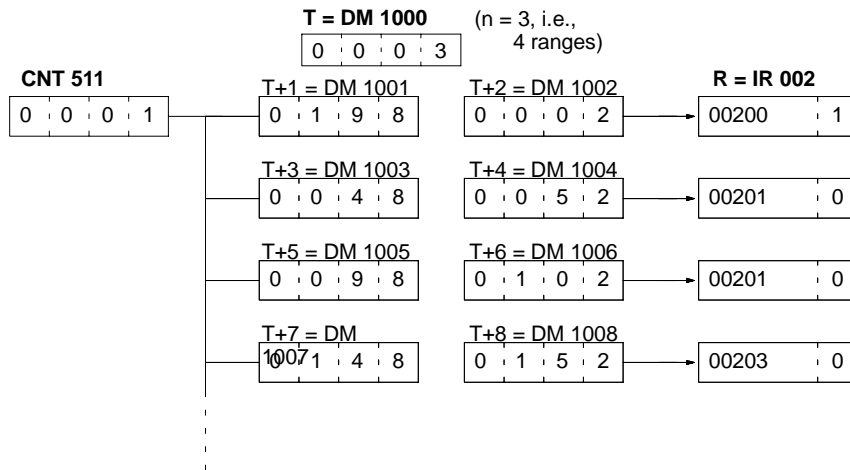 T = DM 1000 (n = 3, i.e.,
4 ranges)
0 0 0 3
CNT 511
R = IR 002
T+1 = DM 1001 T+2 = DM 1002
0 0 0 1 0 1 9 8 0 0 0 2 00200 1
T+3 = DM 1003 T+4 = DM 1004
0 0 4 8 0 0 5 2 00201 0
T+5 = DM 1005 T+6 = DM 1006
0 0 9 8 0 1 0 2 00201 0
T+7 = DM T+8 = DM 1008
1007
0 1 4 8 0 1 5 2 00203 0